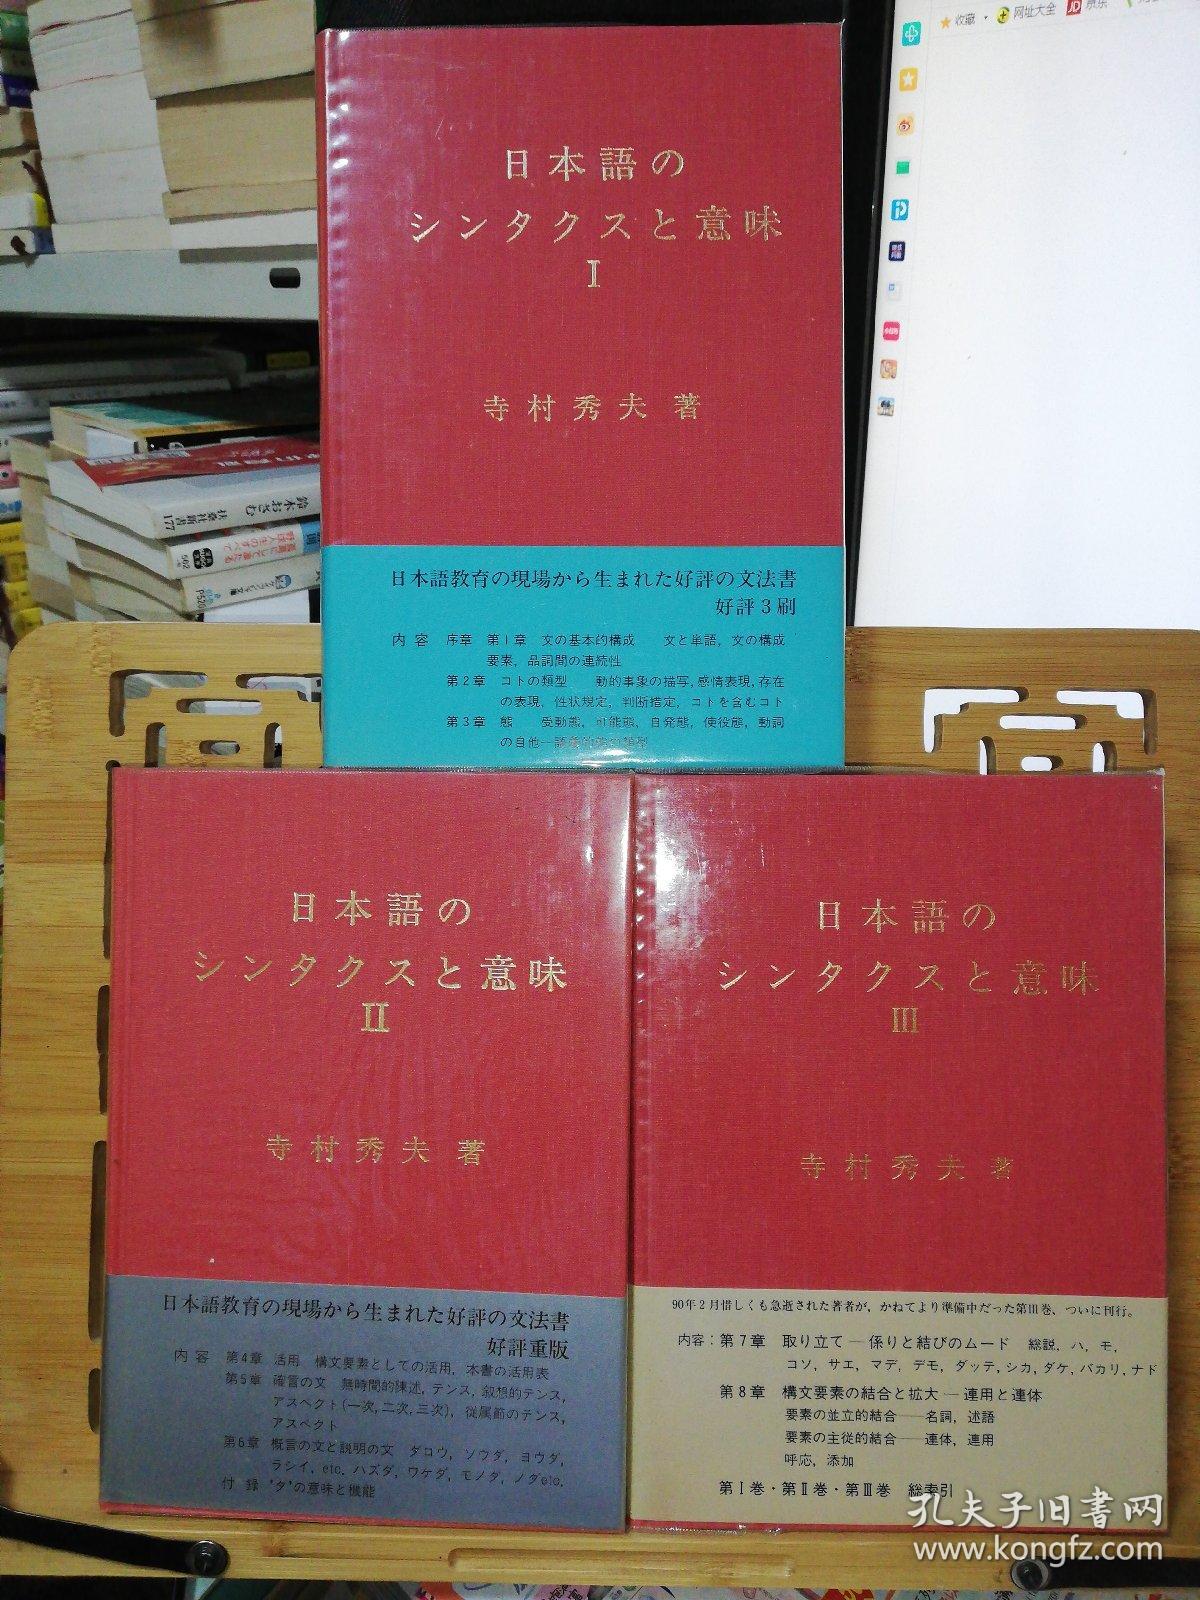 收藏
网址大全
JD
京东
日本語の
シンタクスと意味
I
寺村秀夫 著
日本語教育の現場から生まれた好評の文法書
好評3刷
内容 序章 第1章 文の基本的構成 文と単語,文の構成
要素,品詞間の連続性
第2章 コトの類型 動的事象の描写,感情表現,存在
の表現,性状規定,判断措定,コトを含むコト
第3章 態 受動態,可能態,自発態,使役態,動詞
の自他
鈴木おさむ
扶桑社新書
177
日本語の
シンタクスと意味
II
寺村秀夫 著
日本語教育の現場から生まれた好評の文法書
好評重版
内容 第4章 活用 構文要素としての活用,本書の活用表
第5章 確言の文 無時間的陳述,テンス,叙想的テンス,
アスペクト(一次,二次,三次),従属節のテンス,
アスペクト
第6章 概言の文と説明の文 ダロウ,ソウダ,ヨウダ,
ラシイ,etc.ハズダ,ワケダ,モノダ,ノダetc.
付録 ‘タ’の意味と機能
日本語の
シンタクスと意味
III
寺村秀夫 著
90年2月惜しくも急逝された著者が,かねてより準備中だった第III巻、ついに刊行。
内容:第7章 取り立て—係りと結びのムード 総説,ハ,モ,
コソ,サエ,マデ,デモ,ダッテ,シカ,ダケ,バカリ,ナド
第8章 構文要素の結合と拡大—連用と連体
要素の並立的結合——名詞,述語
要素の主従的結合——連体,連用
呼応,添加
第I巻・第II巻・第III巻 総索引
孔夫子旧书网
www.kongfz.com